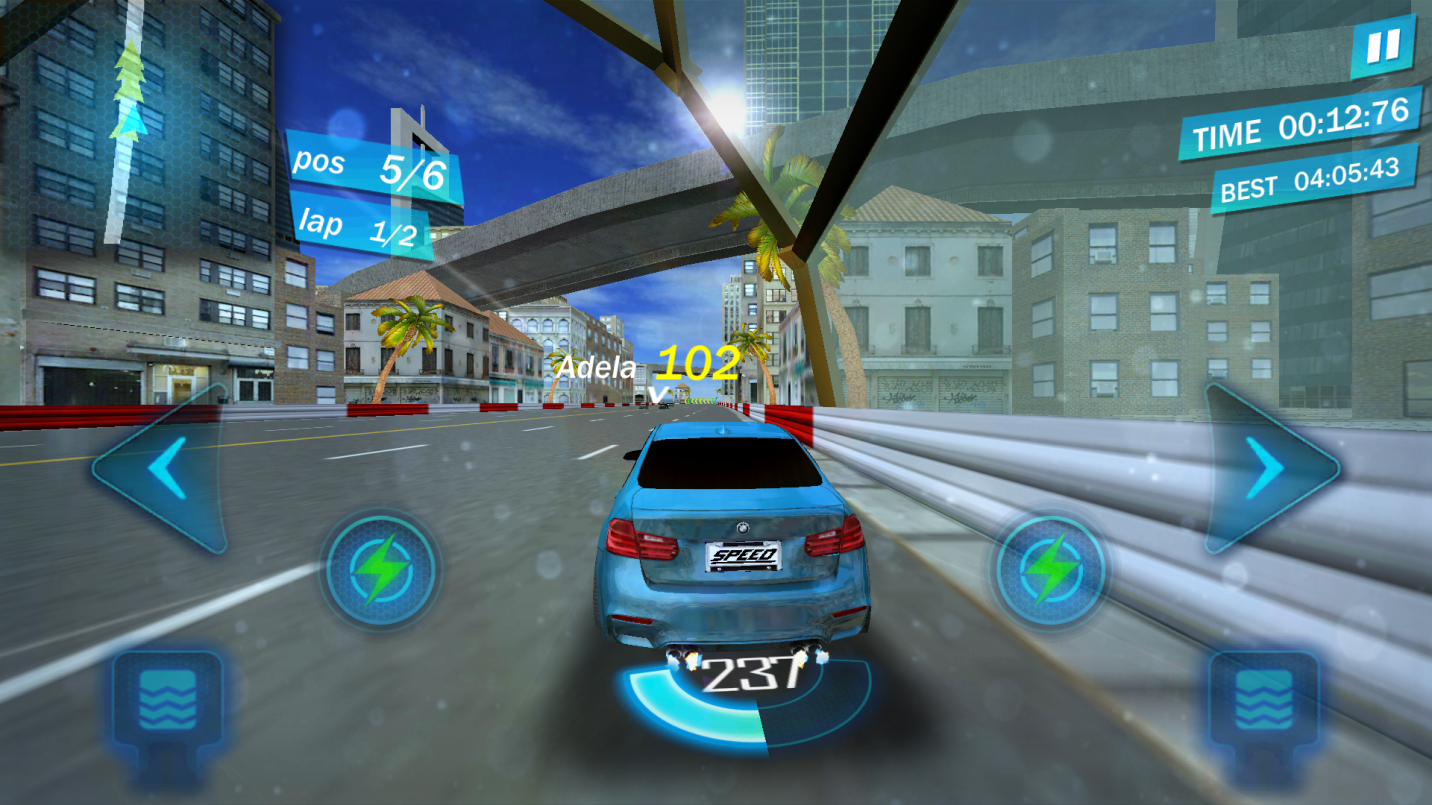 pos 5/6
lap 1/2
TIME 00:12:76
BEST 04:05:43
Adela 102
SPEED
237